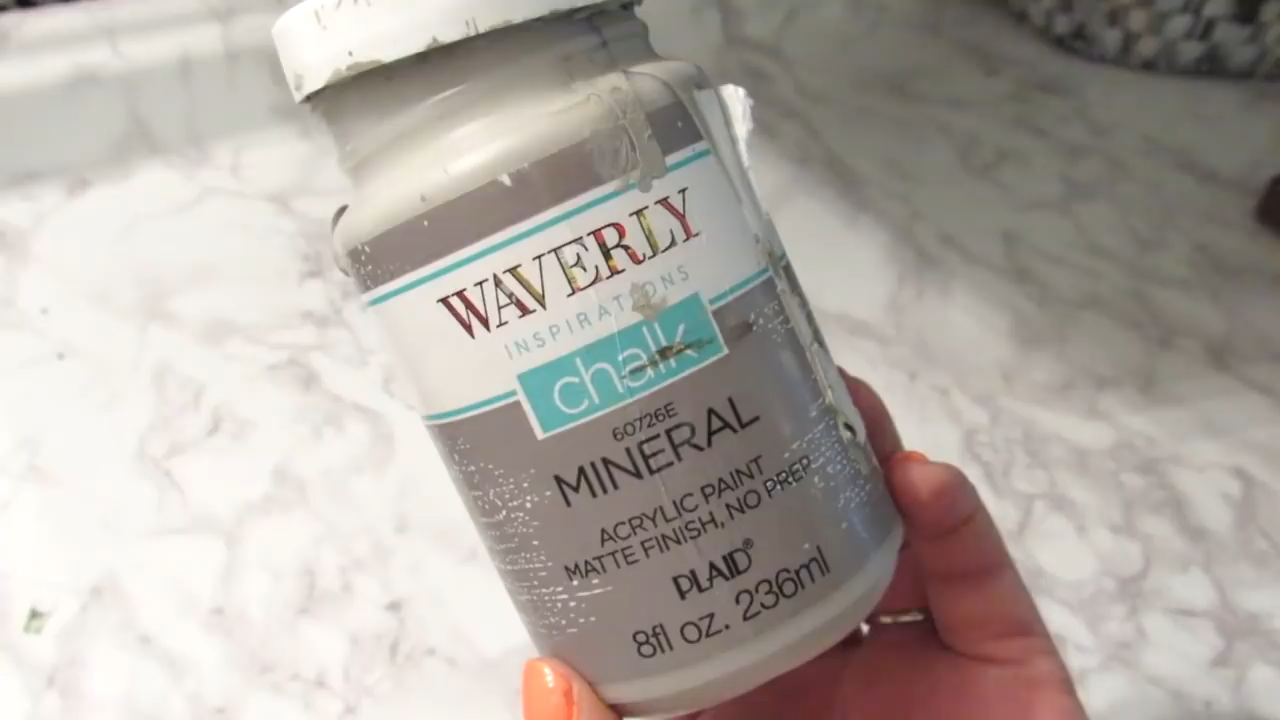 WAVERLY
INSPIRATIONS
chalk
60726E
MINERAL
ACRYLIC PAINT
MATTE FINISH, NO PREP
PLAID®
8fl oz. 236ml